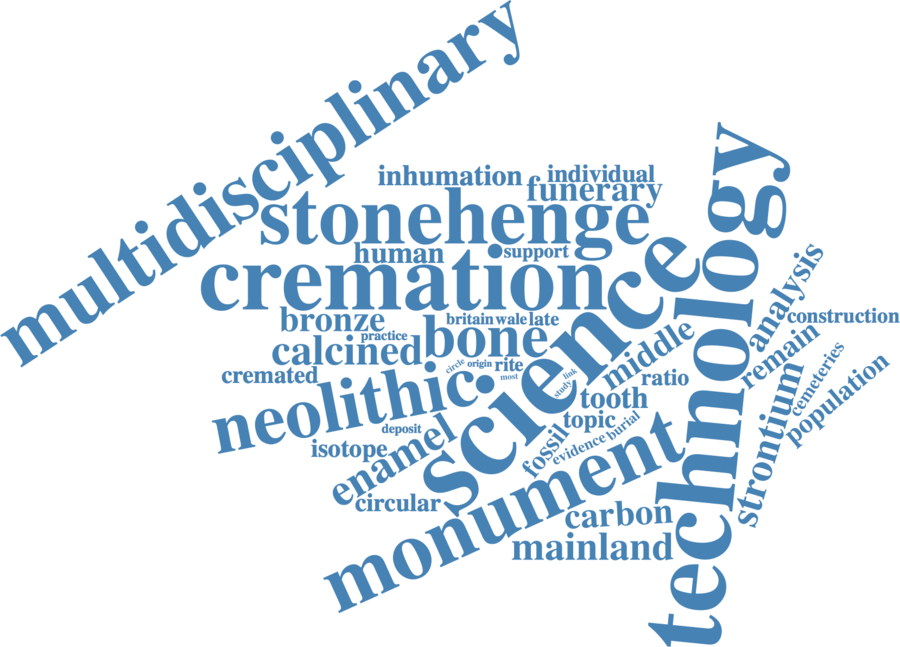 multidisciplinary
inhumation
individual
funerary
stonehenge
technology
human
support
science
cremation
analysis
bronze
britain
wale
late
construction
practice
bone
calcined
middle
remain
cemeteries
circle
origin
rite
link
cremated
most
study
ratio
population
neolithic
tooth
strontium
deposit
topic
burial
isotope
enamel
fossil
evidence
monument
circular
carbon
mainland